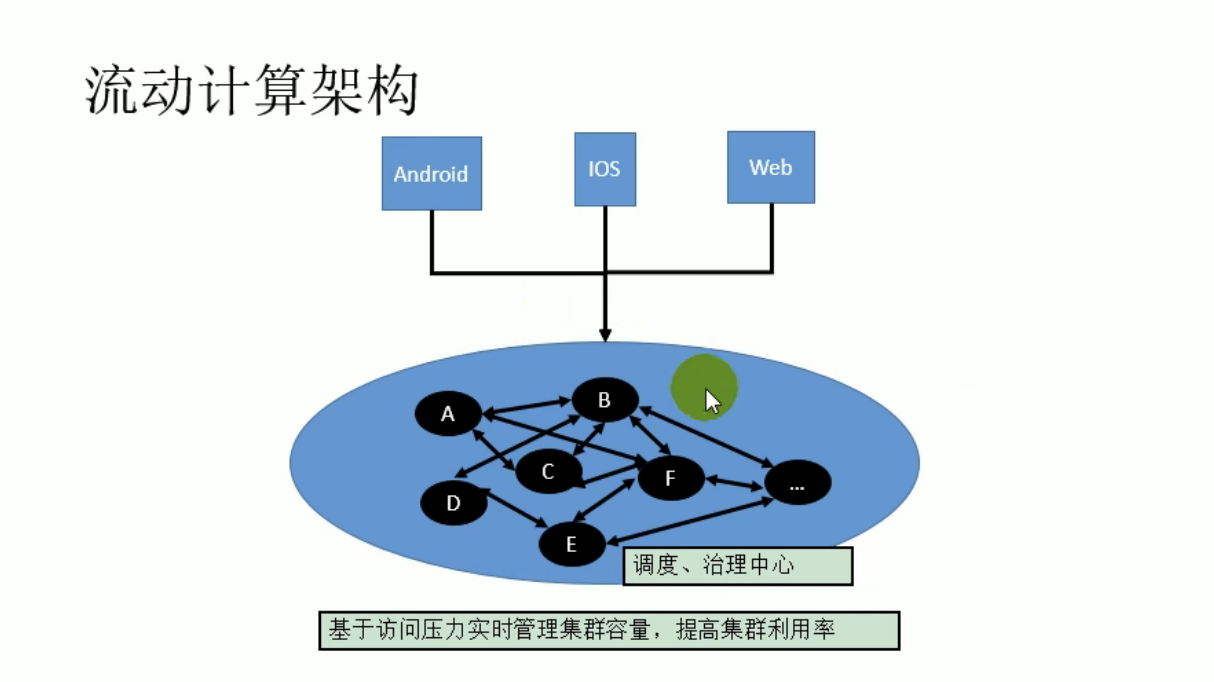 流动计算架构
Android
IOS
Web
A
B
C
F
...
D
E
调度、治理中心
基于访问压力实时管理集群容量，提高集群利用率